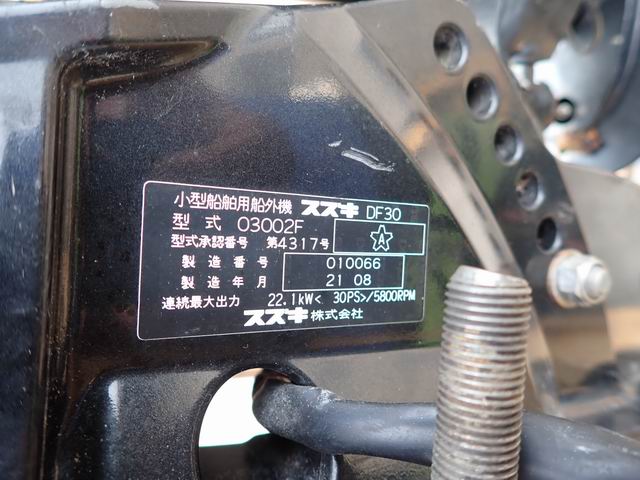 小型船舶用船外機 スズキ DF30
型式 03002F
型式承認番号 第4317号
製造番号 010066
製造年月 21 08
連続最大出力 22.1kW< 30PS>/5800RPM
スズキ株式会社